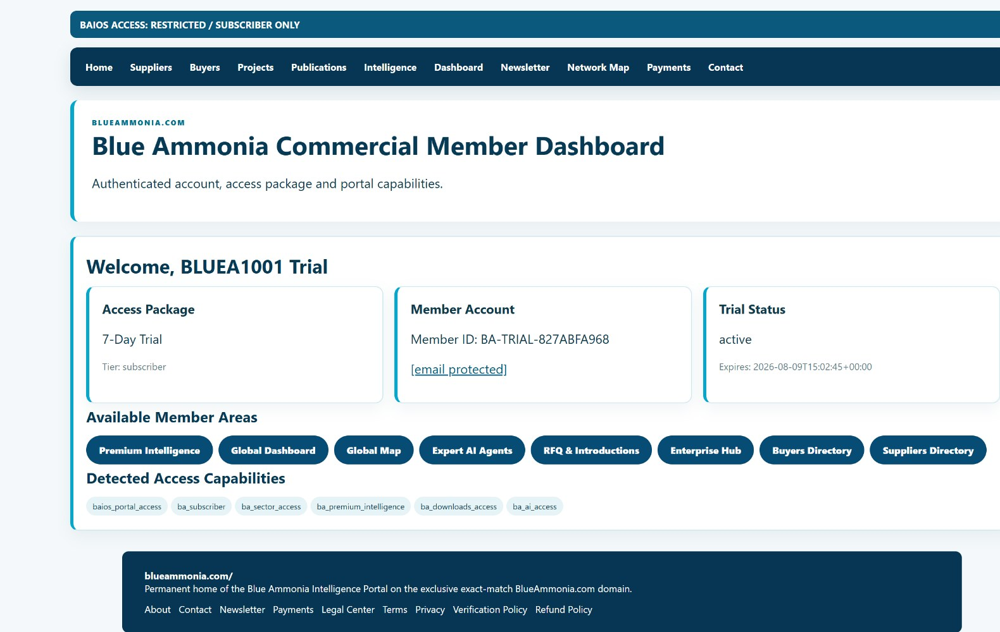 BAIOS ACCESS: RESTRICTED / SUBSCRIBER ONLY
Home Suppliers Buyers Projects Publications Intelligence Dashboard Newsletter Network Map Payments Contact
BLUEAMMONIA.COM
Blue Ammonia Commercial Member Dashboard
Authenticated account, access package and portal capabilities.
Welcome, BLUEA1001 Trial
Access Package
7-Day Trial
Tier: subscriber
Member Account
Member ID: BA-TRIAL-827ABFA968
[email protected]
Trial Status
active
Expires: 2026-08-09T15:02:45+00:00
Available Member Areas
Premium Intelligence Global Dashboard Global Map Expert AI Agents RFQ & Introductions Enterprise Hub Buyers Directory Suppliers Directory
Detected Access Capabilities
baios_portal_access ba_subscriber ba_sector_access ba_premium_intelligence ba_downloads_access ba_ai_access
blueammonia.com/
Permanent home of the Blue Ammonia Intelligence Portal on the exclusive exact-match BlueAmmonia.com domain.
About Contact Newsletter Payments Legal Center Terms Privacy Verification Policy Refund Policy